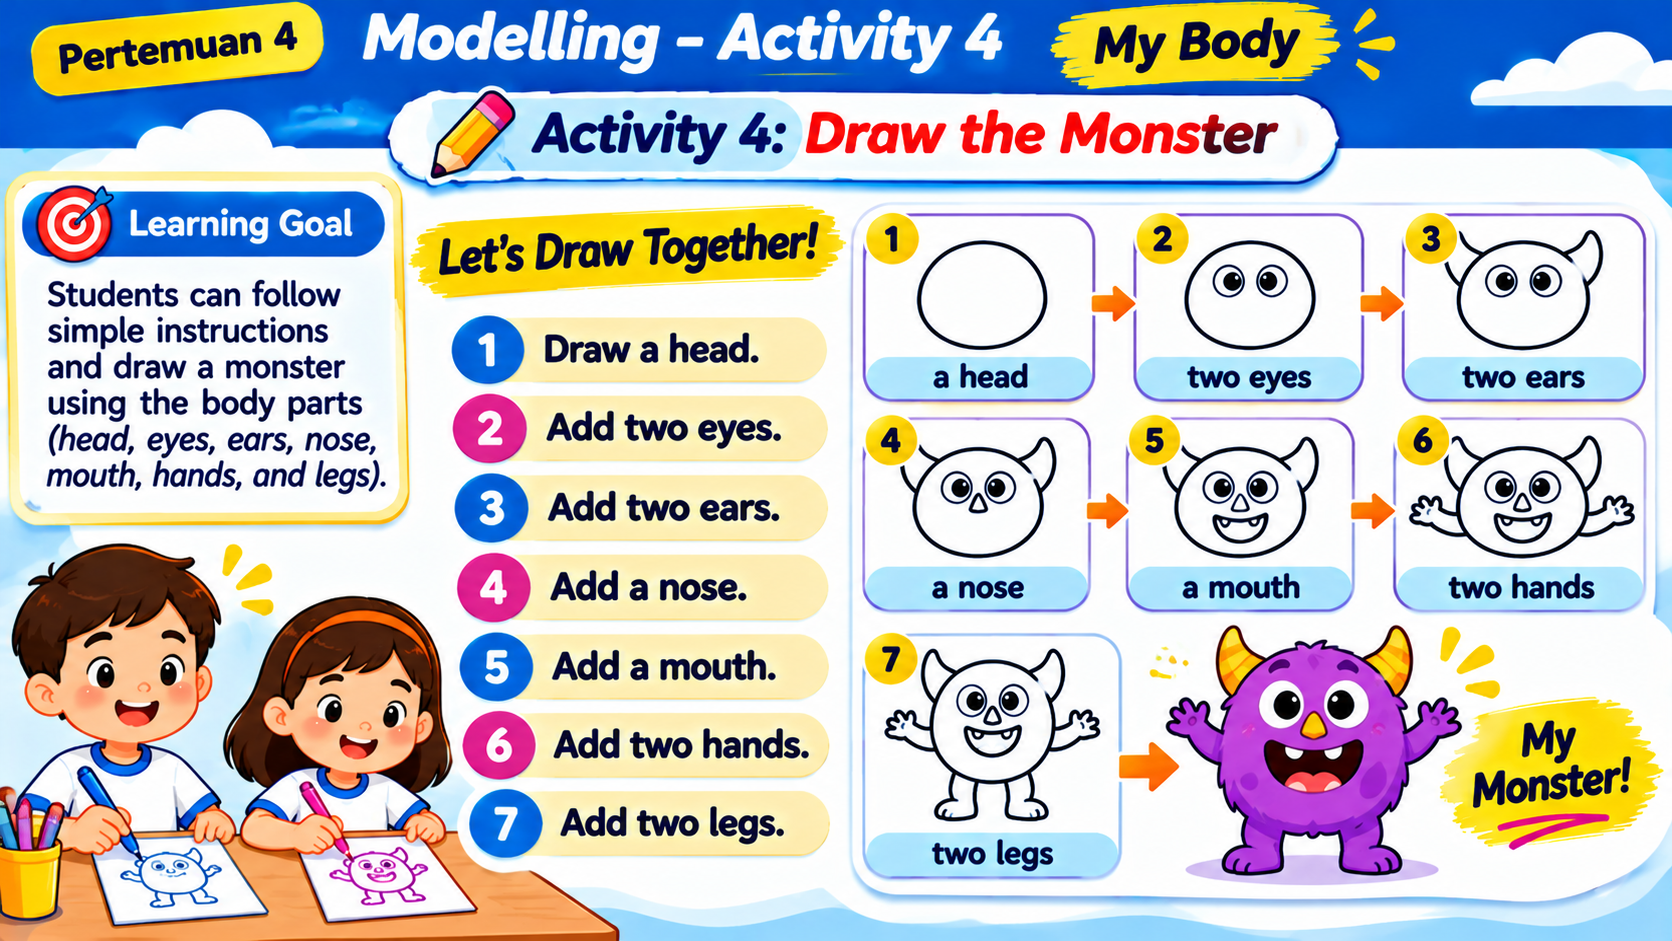 Pertemuan 4
Modelling - Activity 4
My Body
Activity 4: Draw the Monster
Learning Goal
Students can follow
simple instructions
and draw a monster
using the body parts
(head, eyes, ears, nose,
mouth, hands, and legs).
Let's Draw Together!
1 Draw a head.
2 Add two eyes.
3 Add two ears.
4 Add a nose.
5 Add a mouth.
6 Add two hands.
7 Add two legs.
1
a head
2
two eyes
3
two ears
4
a nose
5
a mouth
6
two hands
7
two legs
My
Monster!